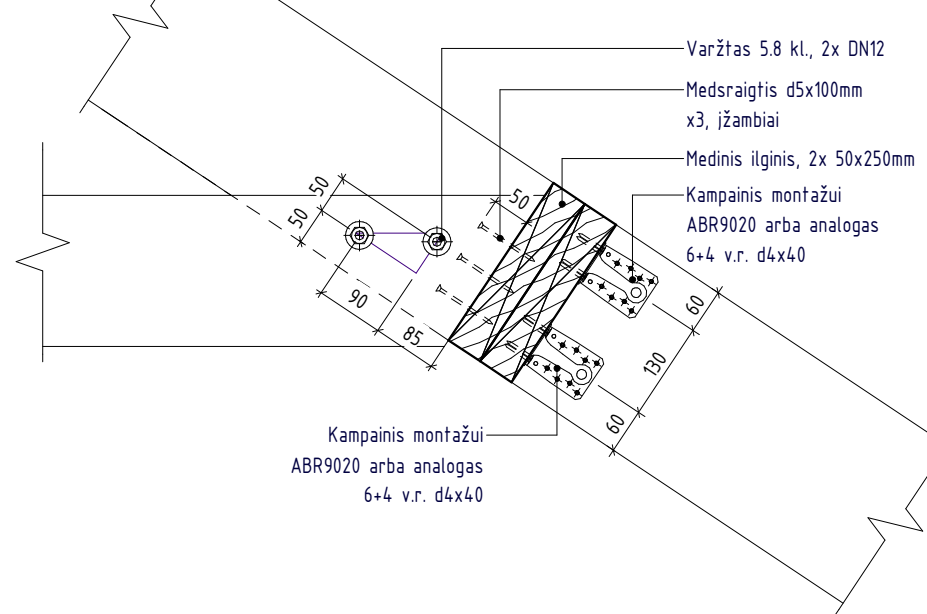 Varžtas 5.8 kl., 2x DN12
Medsraigtis d5x100mm
x3, įžambiai
Medinis ilginis, 2x 50x250mm
Kampainis montažui
ABR9020 arba analogas
6+4 v.r. d4x40
50
50
50
90
85
60
130
60
Kampainis montažui
ABR9020 arba analogas
6+4 v.r. d4x40